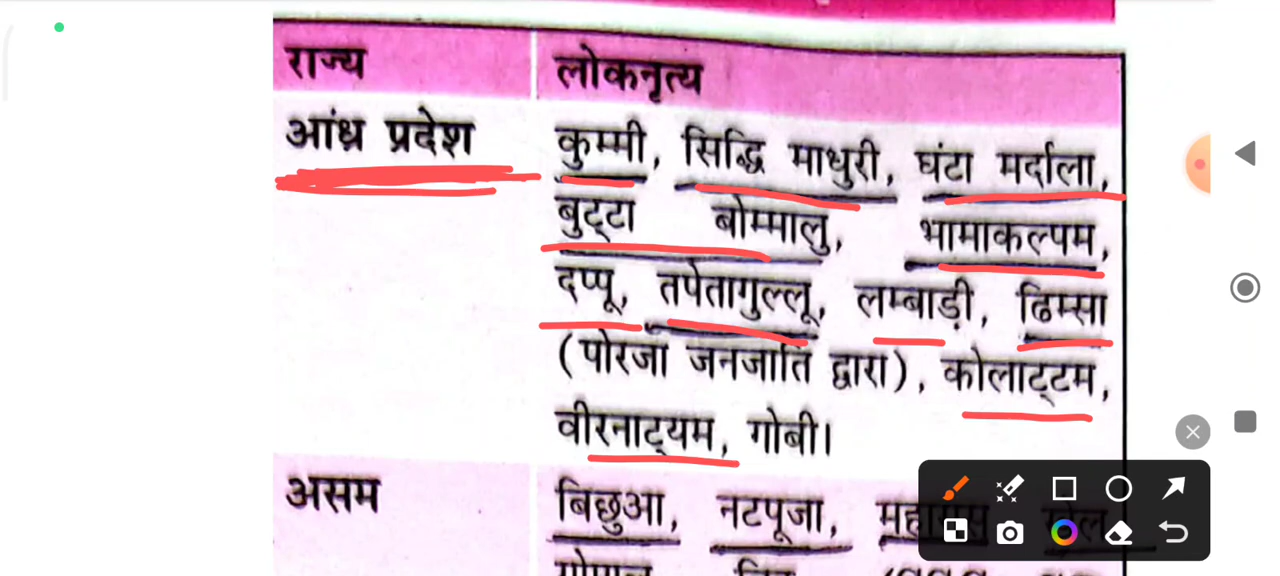 राज्य लोकनृत्य
आंध्र प्रदेश कुम्मी, सिद्धि माधुरी, घंटा मर्दाला,
बुट्टा बोम्मालु, भामाकल्पम,
दप्पू, तपेतागुल्लू, लम्बाड़ी, ढिम्सा
(पोरजा जनजाति द्वारा), कोलाट्टम,
वीरनाट्यम, गोबी।
असम बिछुआ, नटपूजा,